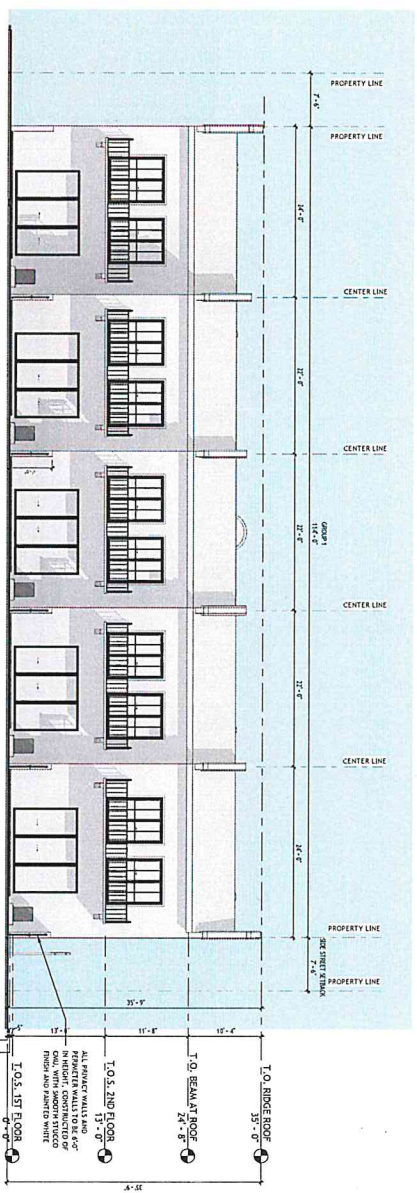 PROPERTY LINE
PROPERTY LINE
CENTER LINE
CENTER LINE
CENTER LINE
CENTER LINE
PROPERTY LINE
PROPERTY LINE
7'-6"
GROUP 1
114'-0"
SIDE STREET SETBACK
7'-6"
24'-0"
22'-0"
22'-0"
22'-0"
24'-0"
T.O. RIDGE ROOF
35'-0"
T.O. BEAM AT ROOF
24'-8"
T.O.S. 2ND FLOOR
13'-0"
T.O.S. 1ST FLOOR
0'-0"
10'-4"
11'-8"
35'-9"
ALL PRIVACY WALLS AND
PERIMETER WALLS TO BE 6'-0"
IN HEIGHT, CONSTRUCTED OF
CMU, WITH SMOOTH STUCCO
FINISH AND PAINTED WHITE